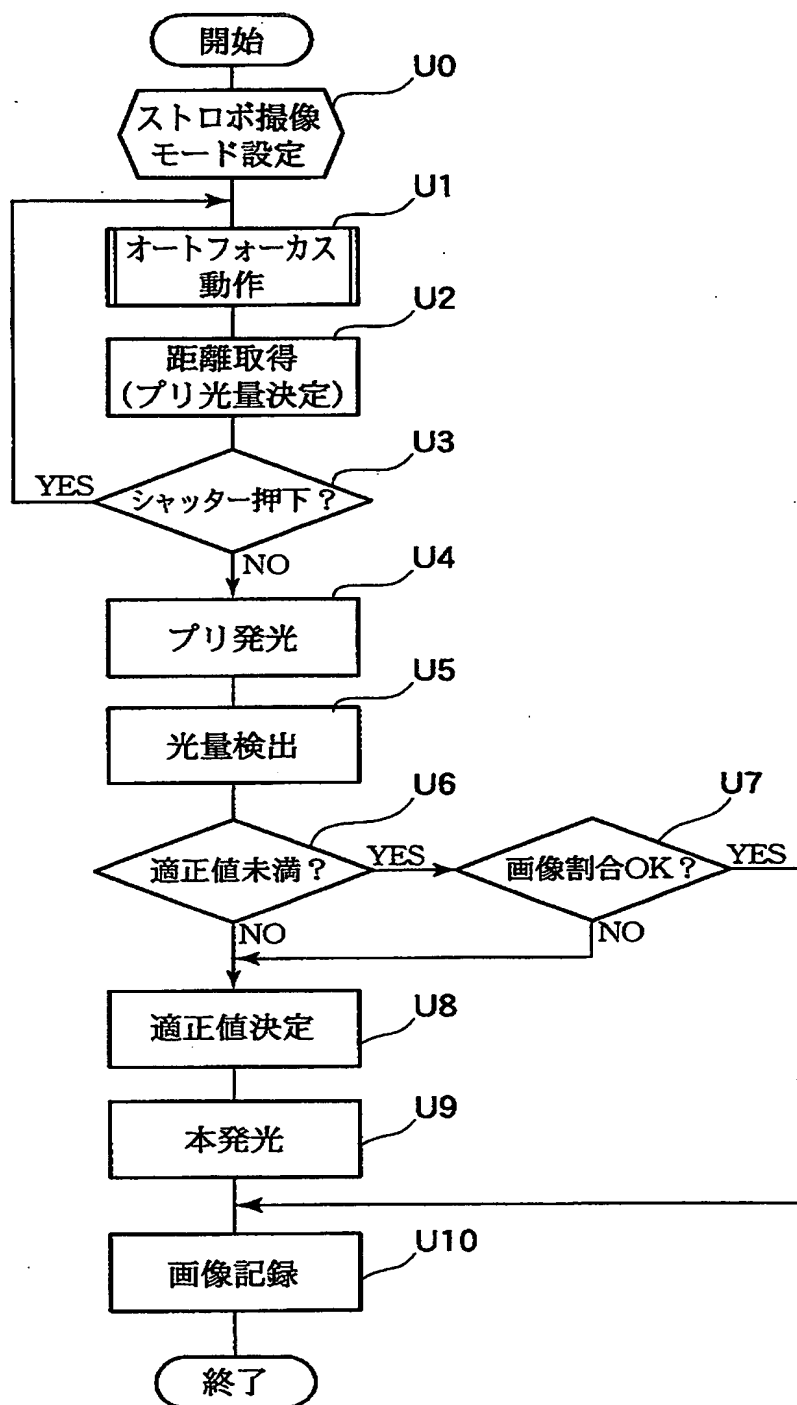 開始
U0
ストロボ撮像
モード設定
U1
オートフォーカス
動作
U2
距離取得
(プリ光量決定)
U3
YES
シャッター押下?
NO
U4
プリ発光
U5
光量検出
U6
U7
適正値未満?
YES
画像割合OK?
YES
NO
NO
適正値決定
U8
本発光
U9
画像記録
U10
終了